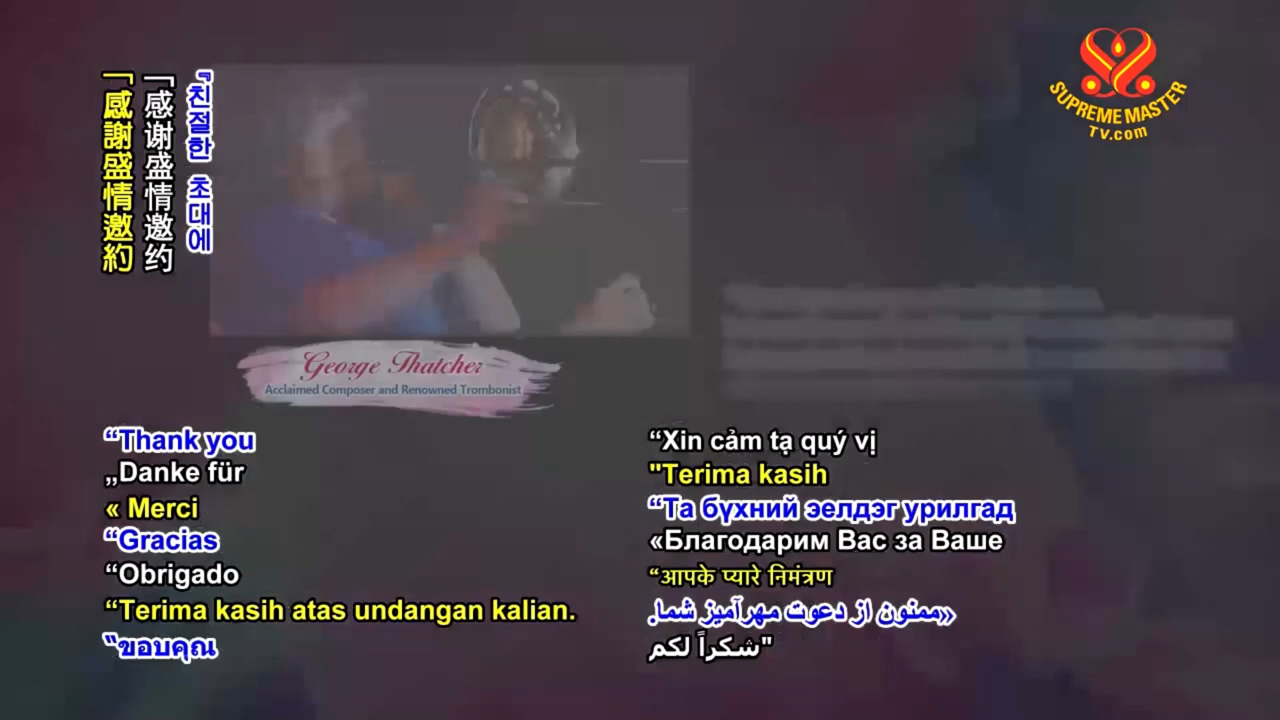 「感謝盛情邀約
「感谢盛情邀约
『친절한 초대에
SUPREME MASTER
TV.com
George Thatcher
Acclaimed Composer and Renowned Trombonist
“Thank you
„Danke für
« Merci
“Gracias
“Obrigado
“Terima kasih atas undangan kalian.
“ขอบคุณ
“Xin cảm tạ quý vị
"Terima kasih
“Та бүхний эелдэг урилгад
«Благодарим Вас за Ваше
“आपके प्यारे निमंत्रण
«ممنون از دعوت مهرآمیز شما.
"شكراً لكم